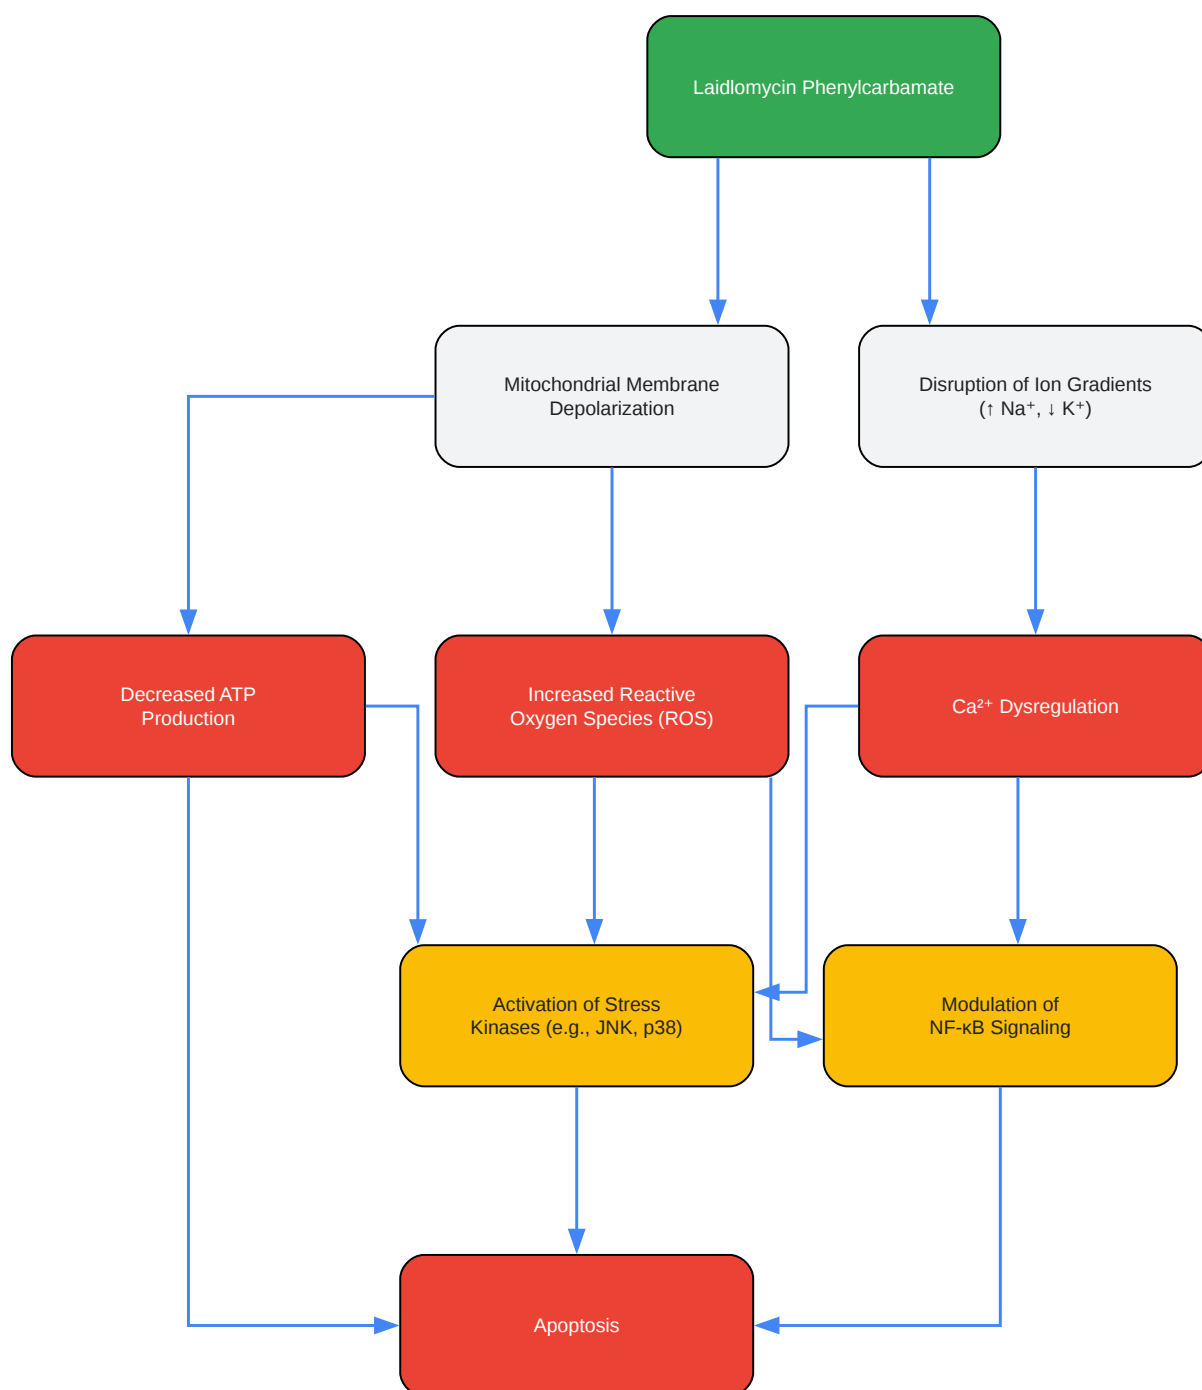 Laidlomycin Phenylcarbamate
Mitochondrial Membrane
Depolarization
Disruption of Ion Gradients
(↑ Na⁺, ↓ K⁺)
Decreased ATP
Production
Increased Reactive
Oxygen Species (ROS)
Ca²⁺ Dysregulation
Activation of Stress
Kinases (e.g., JNK, p38)
Modulation of
NF-κB Signaling
Apoptosis